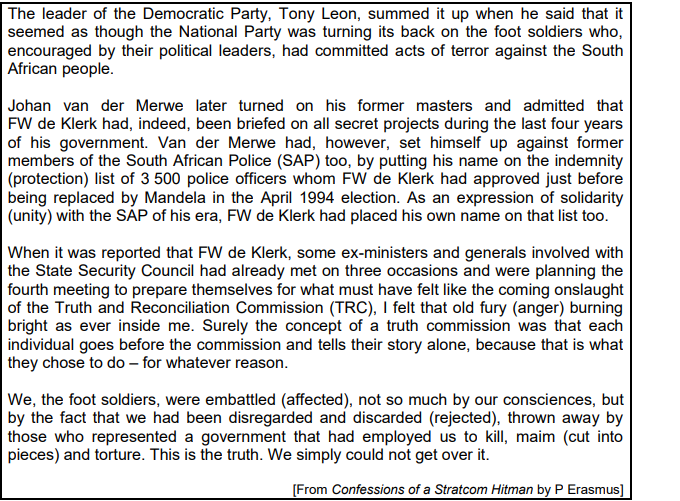 The leader of the Democratic Party, Tony Leon, summed it up when he said that it
seemed as though the National Party was turning its back on the foot soldiers who,
encouraged by their political leaders, had committed acts of terror against the South
African people.
Johan van der Merwe later turned on his former masters and admitted that
FW de Klerk had, indeed, been briefed on all secret projects during the last four years
of his government. Van der Merwe had, however, set himself up against former
members of the South African Police (SAP) too, by putting his name on the indemnity
(protection) list of 3 500 police officers whom FW de Klerk had approved just before
being replaced by Mandela in the April 1994 election. As an expression of solidarity
(unity) with the SAP of his era, FW de Klerk had placed his own name on that list too.
When it was reported that FW de Klerk, some ex-ministers and generals involved with
the State Security Council had already met on three occasions and were planning the
fourth meeting to prepare themselves for what must have felt like the coming onslaught
of the Truth and Reconciliation Commission (TRC), I felt that old fury (anger) burning
bright as ever inside me. Surely the concept of a truth commission was that each
individual goes before the commission and tells their story alone, because that is what
they chose to do – for whatever reason.
We, the foot soldiers, were embattled (affected), not so much by our consciences, but
by the fact that we had been disregarded and discarded (rejected), thrown away by
those who represented a government that had employed us to kill, maim (cut into
pieces) and torture. This is the truth. We simply could not get over it.
[From Confessions of a Stratcom Hitman by P Erasmus]